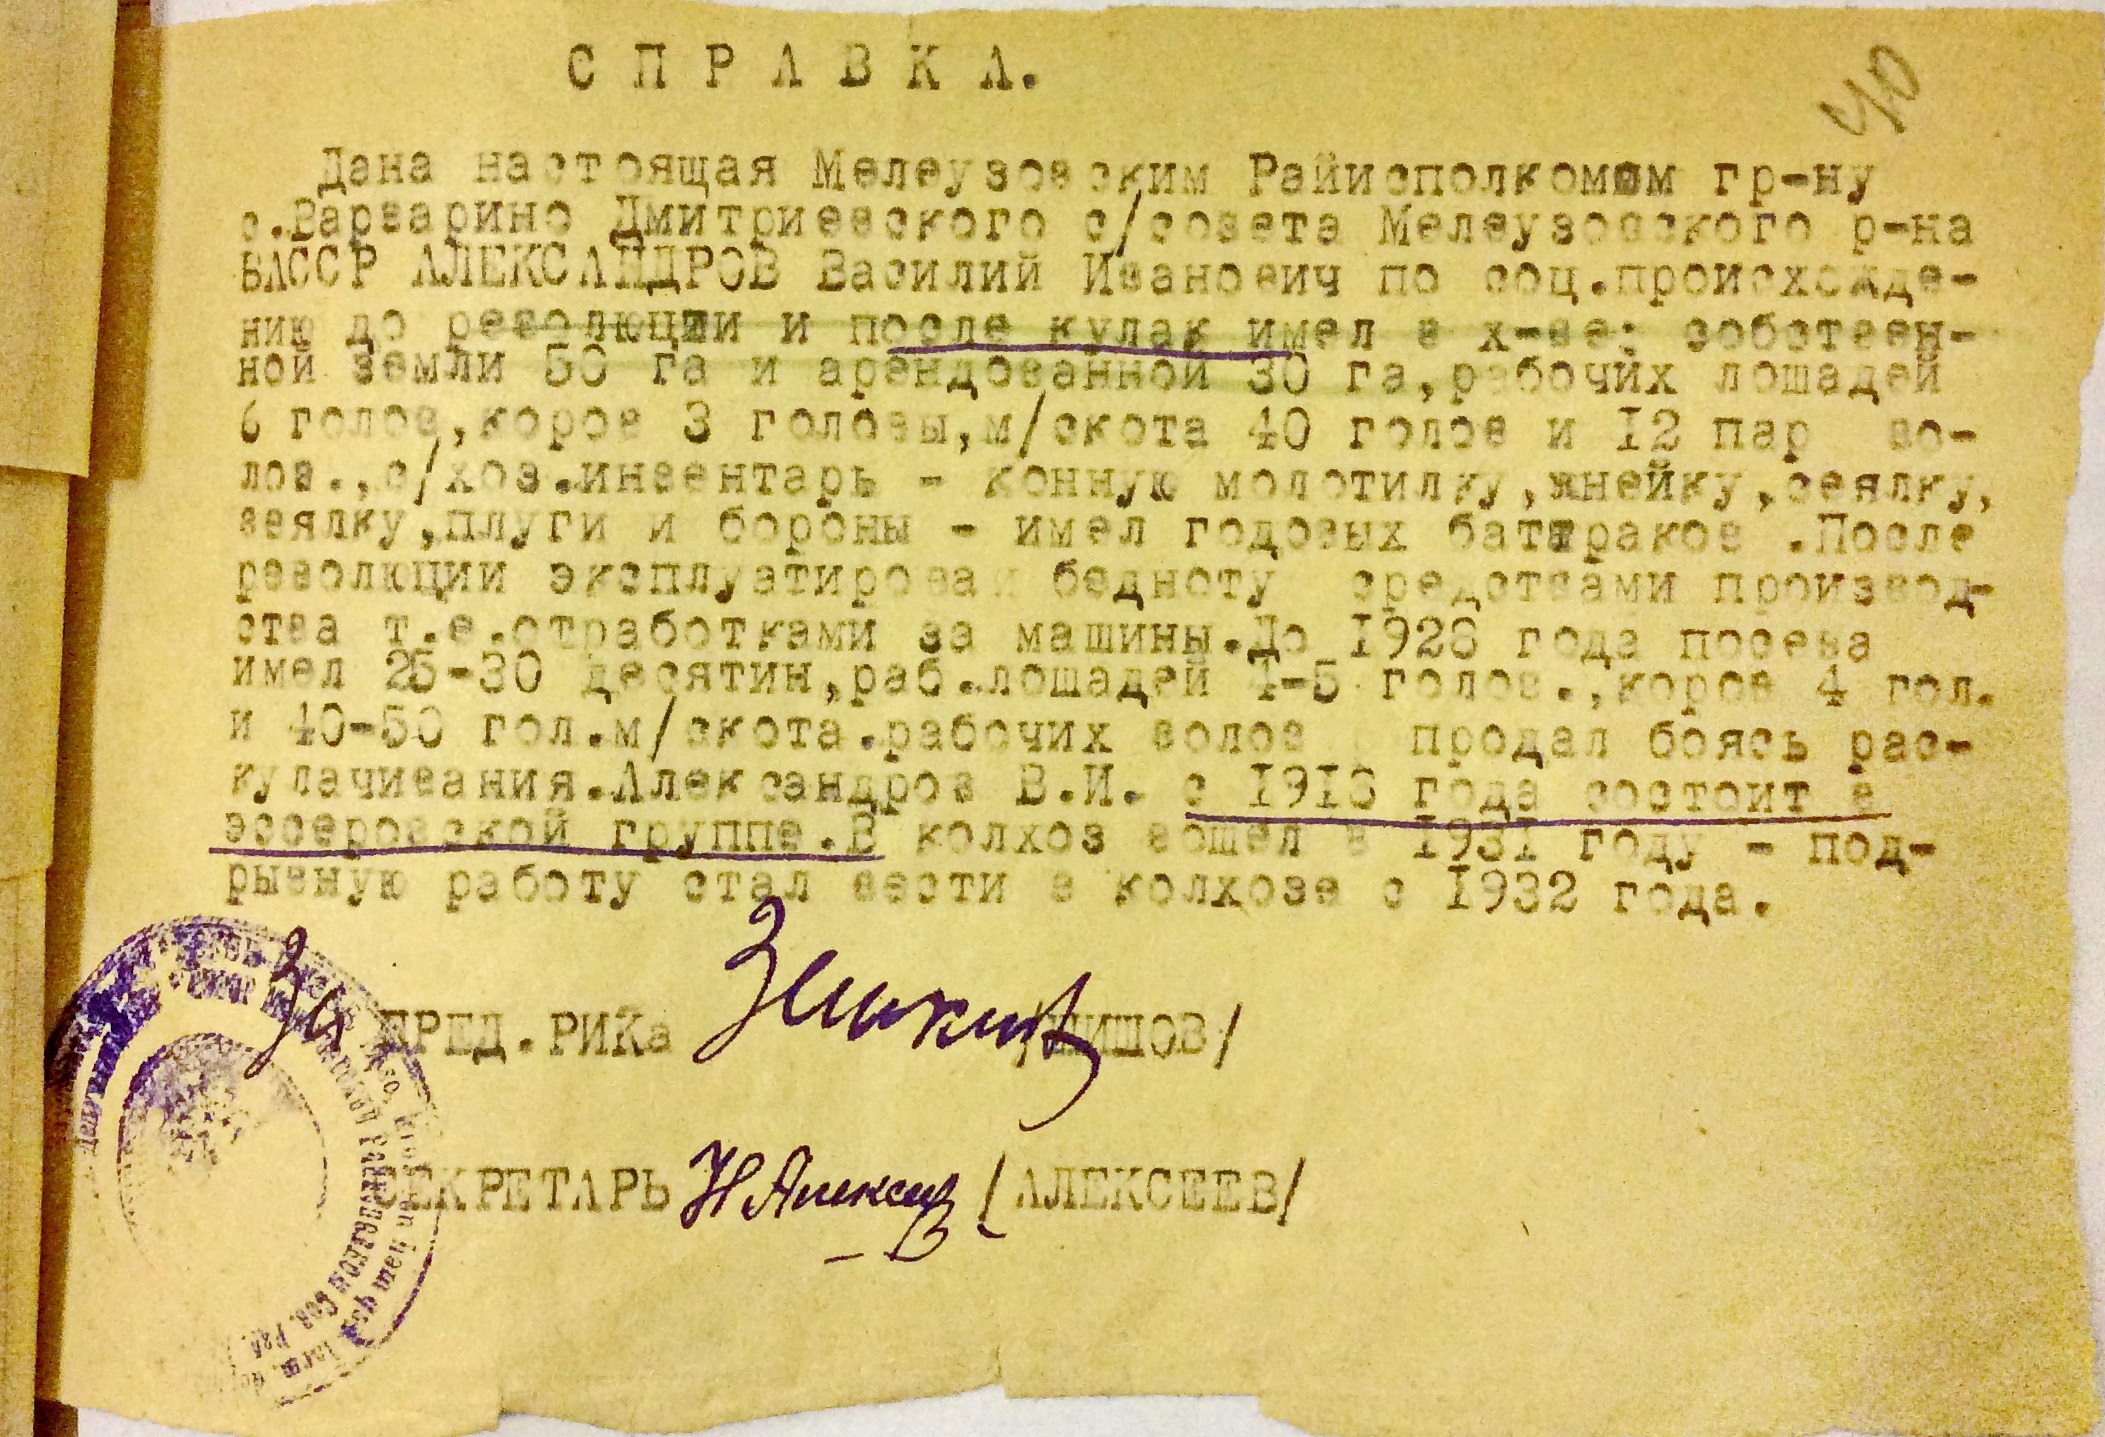 СПРАВКА.
40
Дана настоящая Мелеузовским Райисполкомом гр-ну
с.Варварино Дмитриевского с/совета Мелеузовского р-на
БАССР АЛЕКСАНДРОВ Василий Иванович по соц.происхожде-
нию до революции и после кулак имел в х-ве: собствен-
ной земли 50 га и арендованной 30 га,рабочих лошадей
6 голов,коров 3 головы,м/скота 40 голов и 12 пар во-
лов.,с/хоз.инвентарь - конную молотилку,жнейку,сеялку,
веялку,плуги и бороны - имел годовых батраков .После
революции эксплуатировал бедноту средствами производ-
ства т.е.отработками за машины.До 1928 года посева
имел 25-30 десятин,раб.лошадей 4-5 голов.,коров 4 гол.
и 40-50 гол.м/скота.рабочих волов продал боясь рас-
кулачивания.Александров В.И. с 1918 года состоит в
эссеровской группе.В колхоз вошел в 1931 году - под-
рывную работу стал вести в колхозе с 1932 года.
За ПРЕД.РИКа /ШИШОВ/
СЕКРЕТАРЬ Н Алексеев /АЛЕКСЕЕВ/